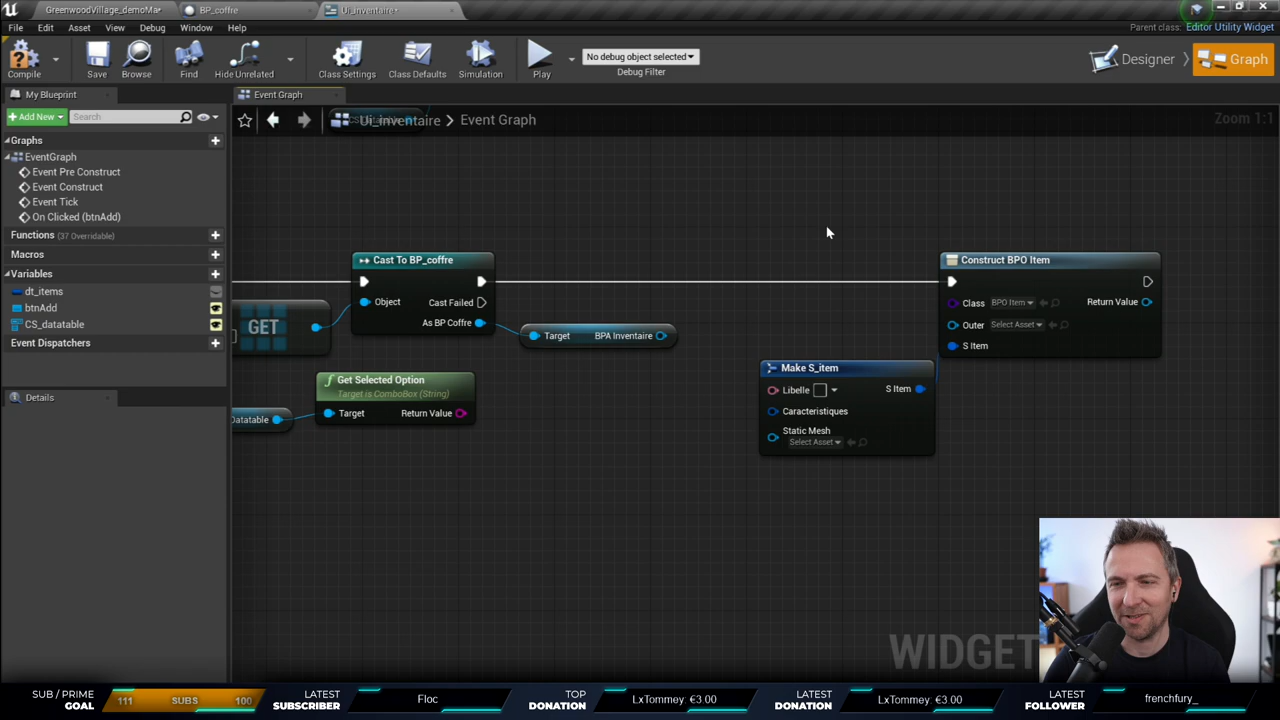 GreenwoodVillage_demoMa•
BP_coffre
Ui_inventaire•
File Edit Asset View Debug Window Help
Parent class: Editor Utility Widget
Compile
Save
Browse
Find
Hide Unrelated
Class Settings
Class Defaults
Simulation
Play
No debug object selected
Debug Filter
Designer
Graph
My Blueprint
Add New
Search
Graphs
EventGraph
Event Pre Construct
Event Construct
Event Tick
On Clicked (btnAdd)
Functions (37 Overridable)
Macros
Variables
dt_items
btnAdd
CS_datatable
Event Dispatchers
Details
Event Graph
Ui_inventaire > Event Graph
Zoom 1:1
GET
Cast To BP_coffre
Object
Cast Failed
As BP Coffre
Target
BPA Inventaire
Datatable
Get Selected Option
Target is ComboBox (String)
Target
Return Value
Make S_item
Libelle
S Item
Caracteristiques
Static Mesh
Select Asset
Construct BPO Item
Class
BPO Item
Return Value
Outer
Select Asset
S Item
WIDGET
SUB / PRIME
GOAL
111
SUBS
100
LATEST
SUBSCRIBER
Floc
TOP
DONATION
LxTommey: €3.00
LATEST
DONATION
LxTommey: €3.00
LATEST
FOLLOWER
frenchfury_